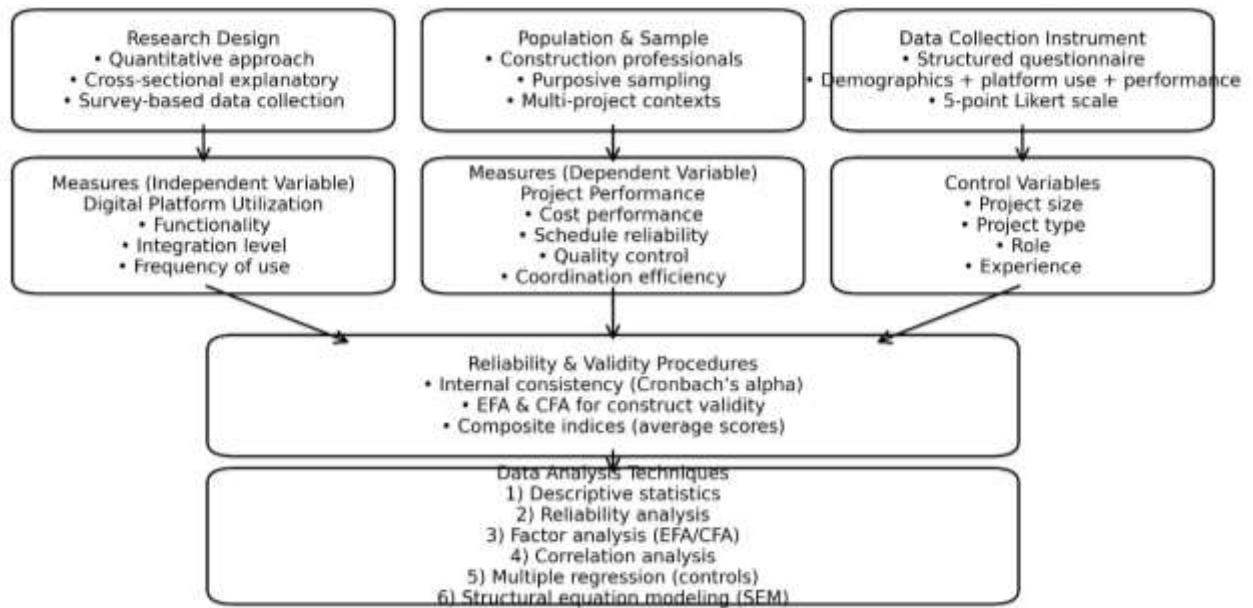 Research Design
• Quantitative approach
• Cross-sectional explanatory
• Survey-based data collection
Population & Sample
• Construction professionals
• Purposive sampling
• Multi-project contexts
Data Collection Instrument
• Structured questionnaire
• Demographics + platform use + performance
• 5-point Likert scale
Measures (Independent Variable)
Digital Platform Utilization
• Functionality
• Integration level
• Frequency of use
Measures (Dependent Variable)
Project Performance
• Cost performance
• Schedule reliability
• Quality control
• Coordination efficiency
Control Variables
• Project size
• Project type
• Role
• Experience
Reliability & Validity Procedures
• Internal consistency (Cronbach's alpha)
• EFA & CFA for construct validity
• Composite indices (average scores)
Data Analysis Techniques
1) Descriptive statistics
2) Reliability analysis
3) Factor analysis (EFA/CFA)
4) Correlation analysis
5) Multiple regression (controls)
6) Structural equation modeling (SEM)